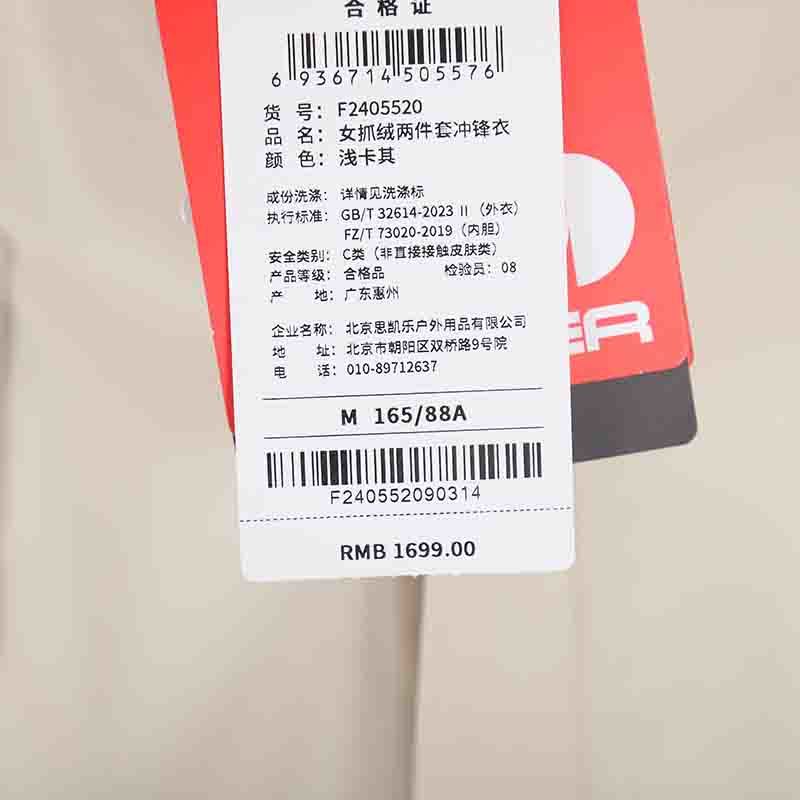 合格证
6 936714 505576
货 号：F2405520
品 名：女抓绒两件套冲锋衣
颜 色：浅卡其
成份洗涤：详情见洗涤标
执行标准：GB/T 32614-2023 II（外衣）
FZ/T 73020-2019（内胆）
安全类别：C类（非直接接触皮肤类）
产品等级：合格品 检验员：08
产 地：广东惠州
企业名称：北京思凯乐户外用品有限公司
地 址：北京市朝阳区双桥路9号院
电 话：010-89712637
M 165/88A
F240552090314
RMB 1699.00
ER